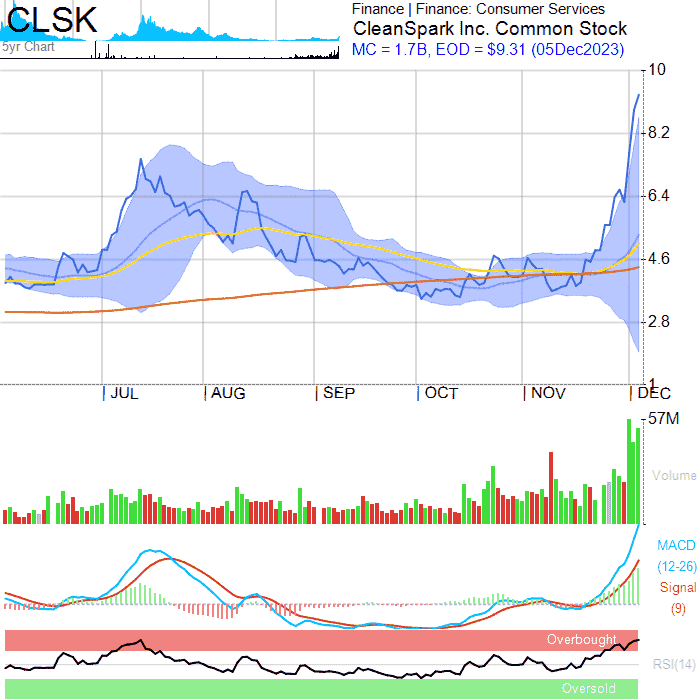 CLSK
5yr Chart
Finance | Finance: Consumer Services
CleanSpark Inc. Common Stock
MC = 1.7B, EOD = $9.31 (05Dec2023)
10
8.2
6.4
4.6
2.8
1
JUL AUG SEP OCT NOV DEC
57M
Volume
MACD
(12-26)
Signal
(9)
Overbought
RSI(14)
Oversold